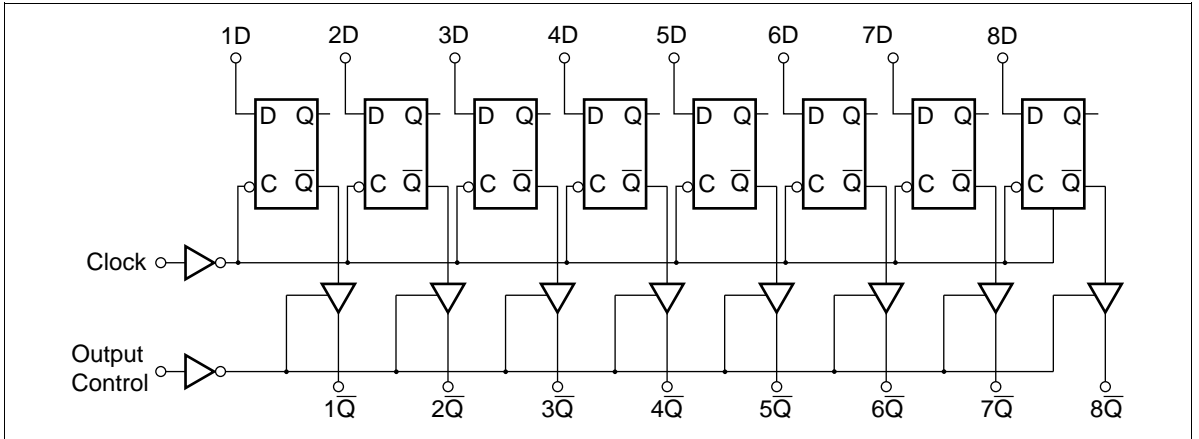 1D 2D 3D 4D 5D 6D 7D 8D
D Q D Q D Q D Q D Q D Q D Q D Q
C Q̅ C Q̅ C Q̅ C Q̅ C Q̅ C Q̅ C Q̅ C Q̅
Clock
Output
Control
1Q̅ 2Q̅ 3Q̅ 4Q̅ 5Q̅ 6Q̅ 7Q̅ 8Q̅